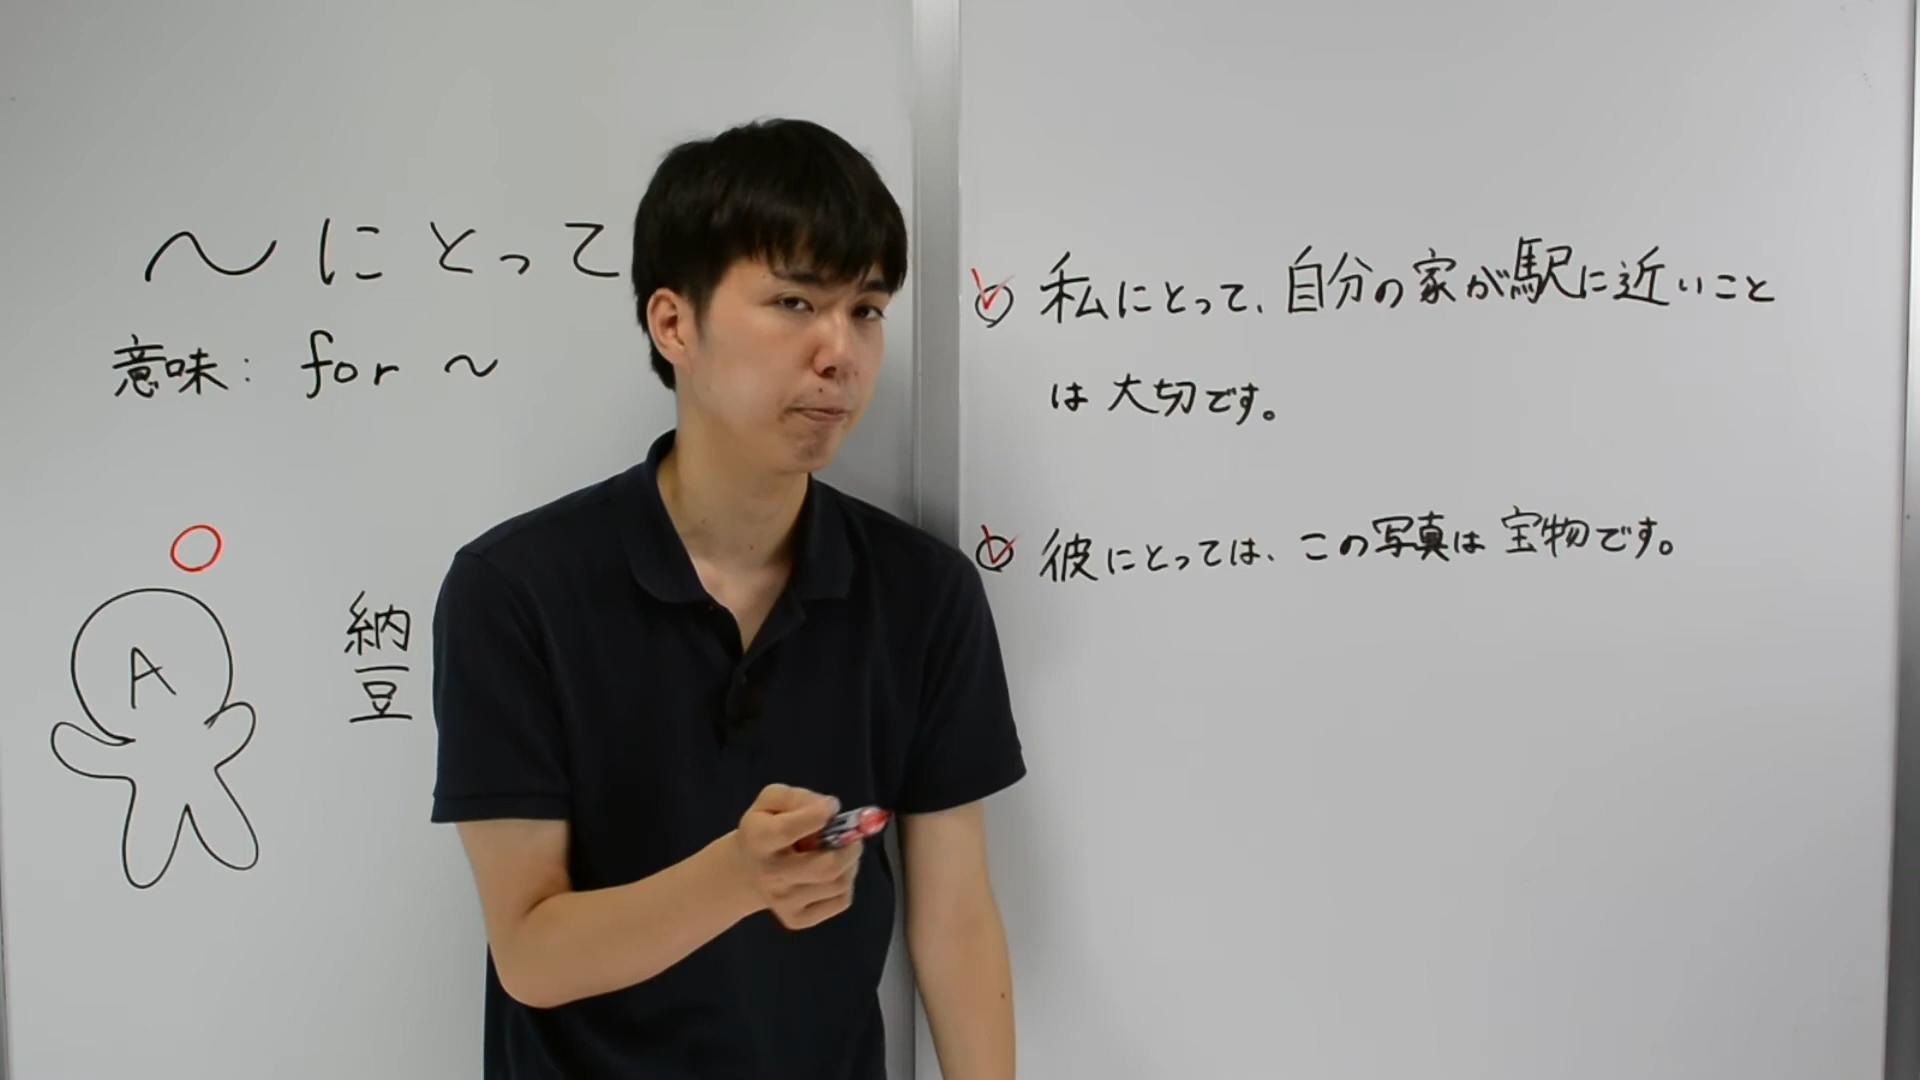 ～にとって
意味: for ～
A
納豆
私にとって、自分の家が駅に近いこと
は大切です。
彼にとっては、この写真は宝物です。